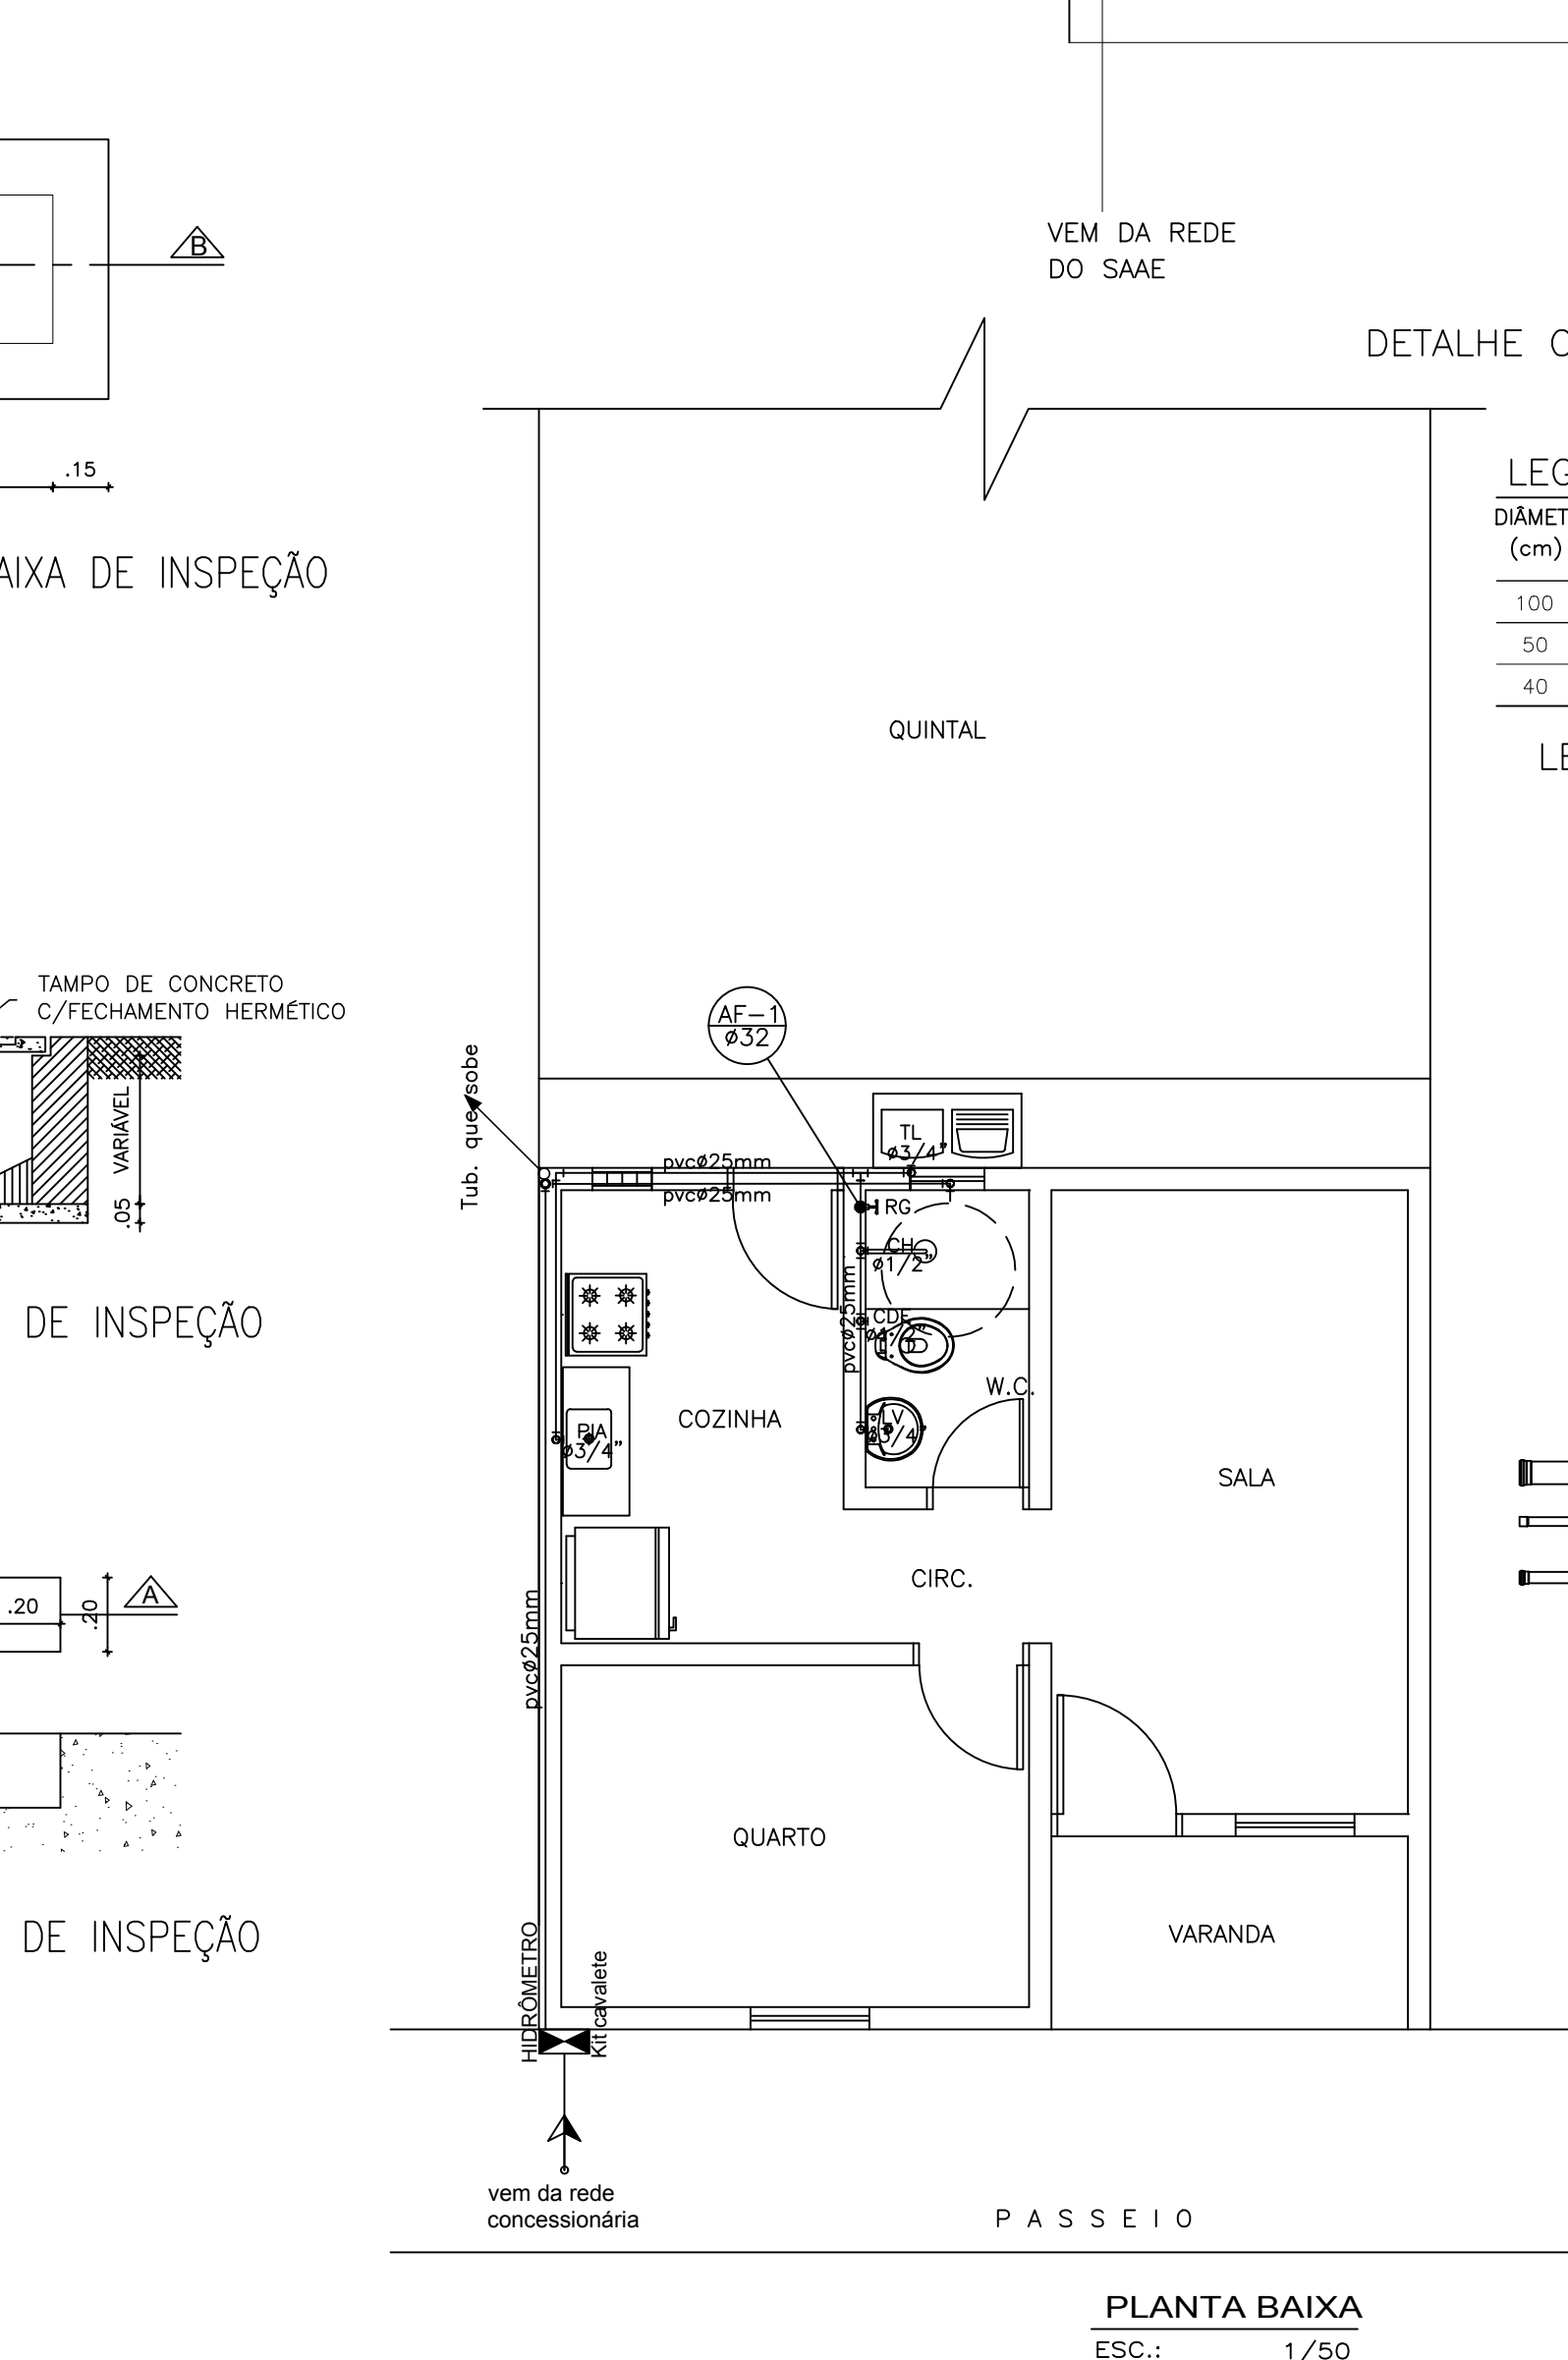 VEM DA REDE
DO SAAE
B
DETALHE
.15
AIXA DE INSPEÇÃO
LEG
DIÂMET
(cm)
100
50
40
LE
QUINTAL
TAMPO DE CONCRETO
C/FECHAMENTO HERMÉTICO
VARIÁVEL
.05
DE INSPEÇÃO
AF-1
ø32
Tub. que sobe
TL
ø3/4"
pvcø25mm
pvcø25mm
RG
CH
ø1/2"
pvcø25mm
ø1/2"
W.C.
LV
ø3/4"
COZINHA
PIA
ø3/4"
SALA
CIRC.
.20
.20
A
pvcø25mm
QUARTO
DE INSPEÇÃO
VARANDA
HIDRÔMETRO
Kit cavalete
vem da rede
concessionária
PASSEIO
PLANTA BAIXA
ESC.: 1/50